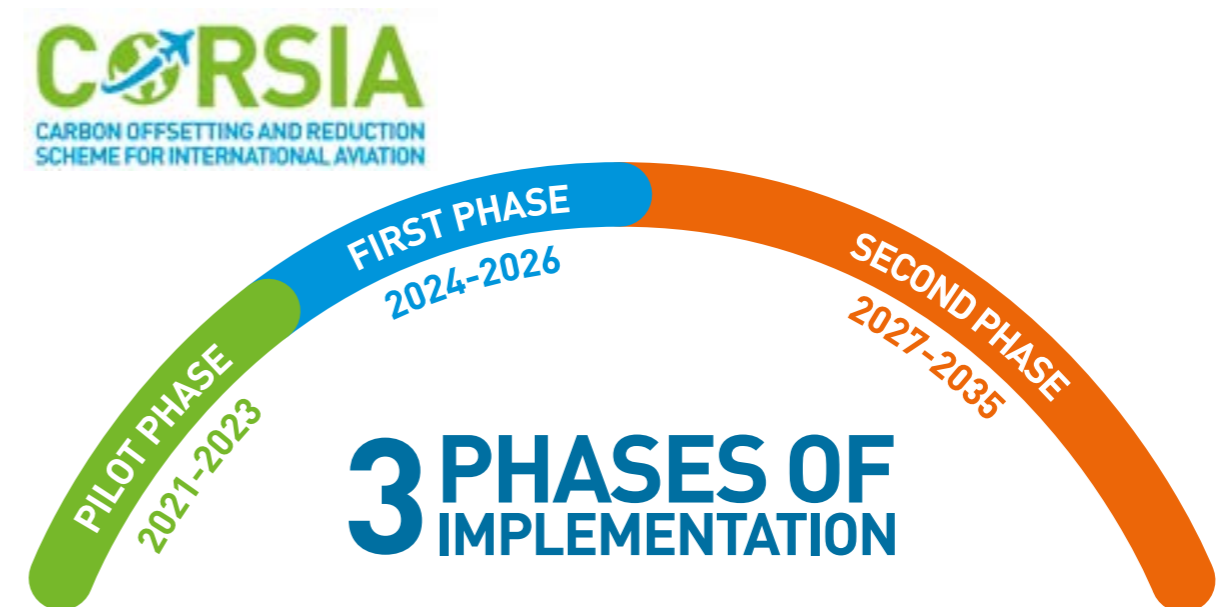 CORSIA
CARBON OFFSETTING AND REDUCTION
SCHEME FOR INTERNATIONAL AVIATION
PILOT PHASE
2021-2023
FIRST PHASE
2024-2026
SECOND PHASE
2027-2035
3 PHASES OF
IMPLEMENTATION